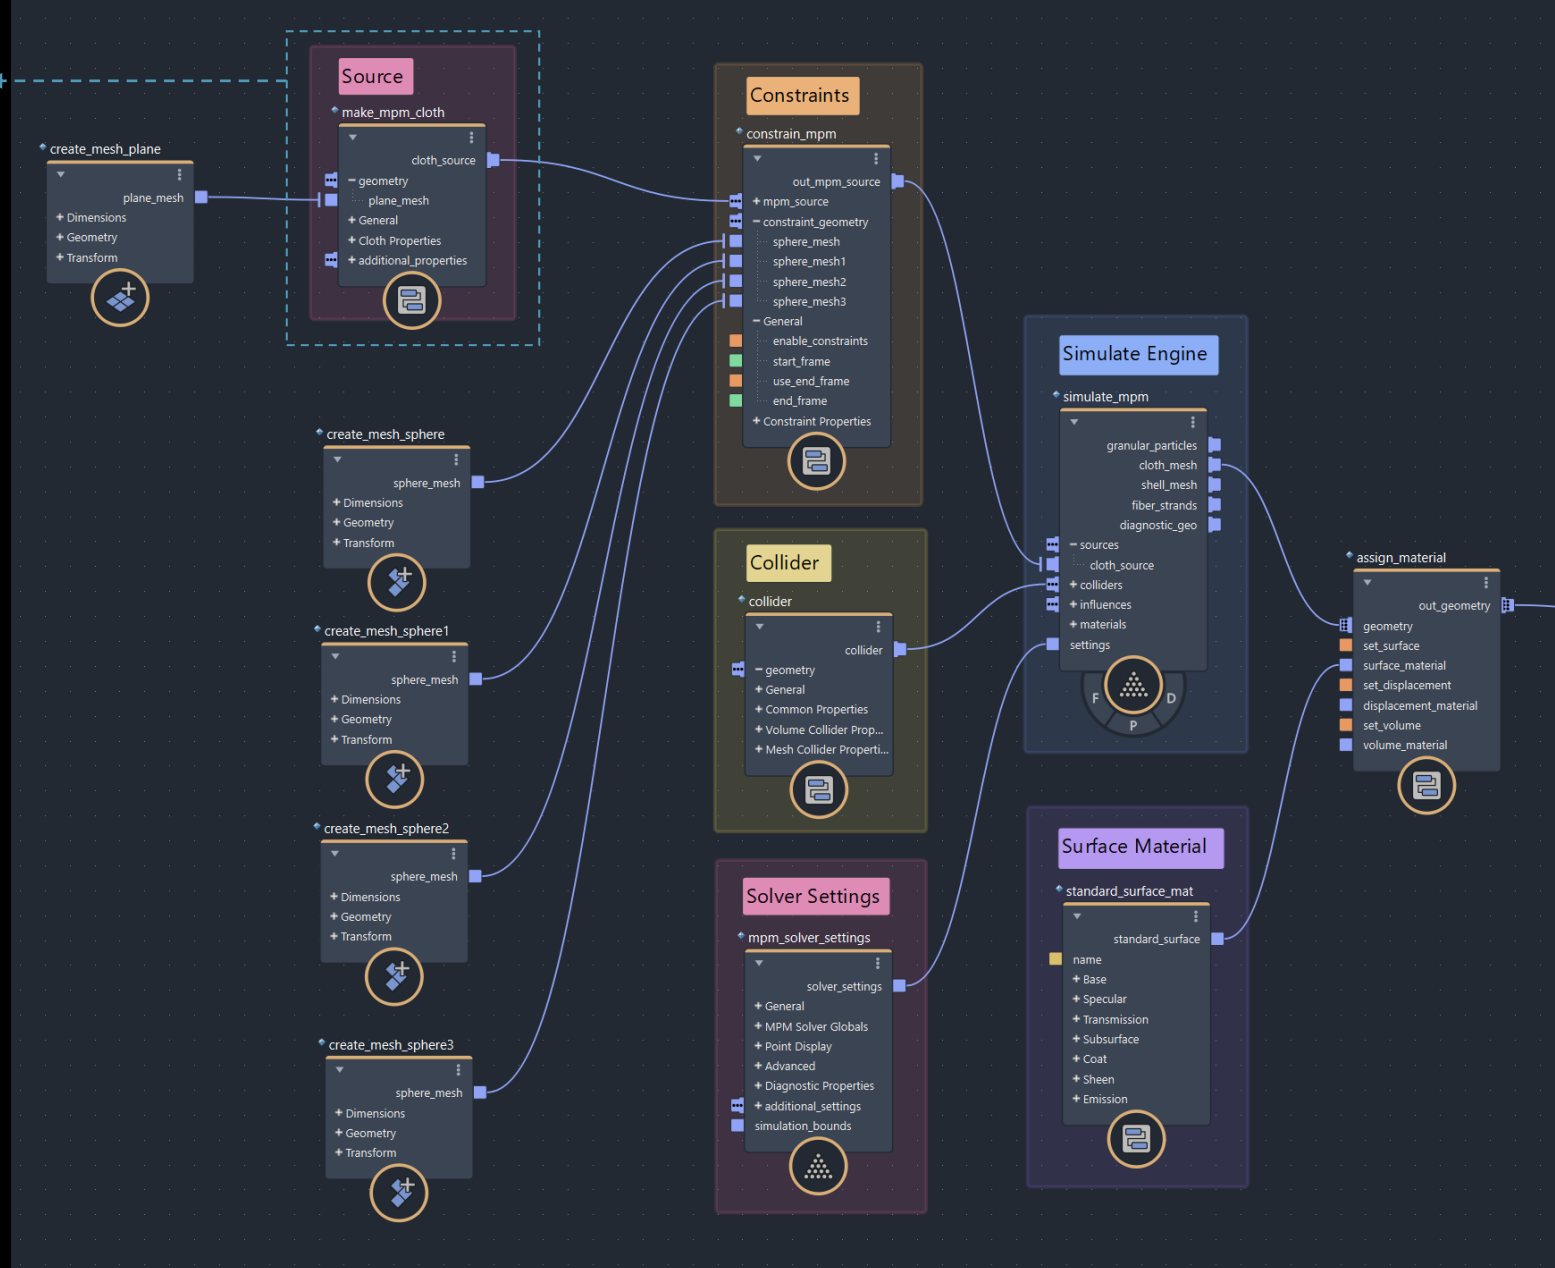 Source
make_mpm_cloth
cloth_source
geometry
plane_mesh
General
Cloth Properties
additional_properties
create_mesh_plane
plane_mesh
Dimensions
Geometry
Transform
create_mesh_sphere
sphere_mesh
Dimensions
Geometry
Transform
create_mesh_sphere1
sphere_mesh
Dimensions
Geometry
Transform
create_mesh_sphere2
sphere_mesh
Dimensions
Geometry
Transform
create_mesh_sphere3
sphere_mesh
Dimensions
Geometry
Transform
Constraints
constrain_mpm
out_mpm_source
mpm_source
constraint_geometry
sphere_mesh
sphere_mesh1
sphere_mesh2
sphere_mesh3
General
enable_constraints
start_frame
use_end_frame
end_frame
Constraint Properties
Collider
collider
collider
geometry
General
Common Properties
Volume Collider Prop...
Mesh Collider Properti...
Solver Settings
mpm_solver_settings
solver_settings
General
MPM Solver Globals
Point Display
Advanced
Diagnostic Properties
additional_settings
simulation_bounds
Simulate Engine
simulate_mpm
granular_particles
cloth_mesh
shell_mesh
fiber_strands
diagnostic_geo
sources
cloth_source
colliders
influences
materials
settings
F
D
P
Surface Material
standard_surface_mat
standard_surface
name
Base
Specular
Transmission
Subsurface
Coat
Sheen
Emission
assign_material
out_geometry
geometry
set_surface
surface_material
set_displacement
displacement_material
set_volume
volume_material